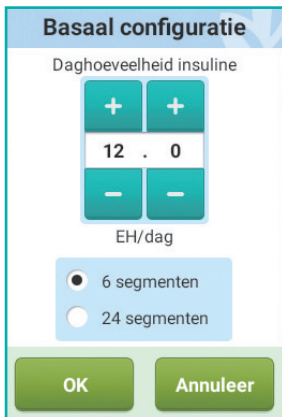 Basaal configuratie
Daghoeveelheid insuline
+ +
12 . 0
− −
EH/dag
6 segmenten
24 segmenten
OK Annuleer